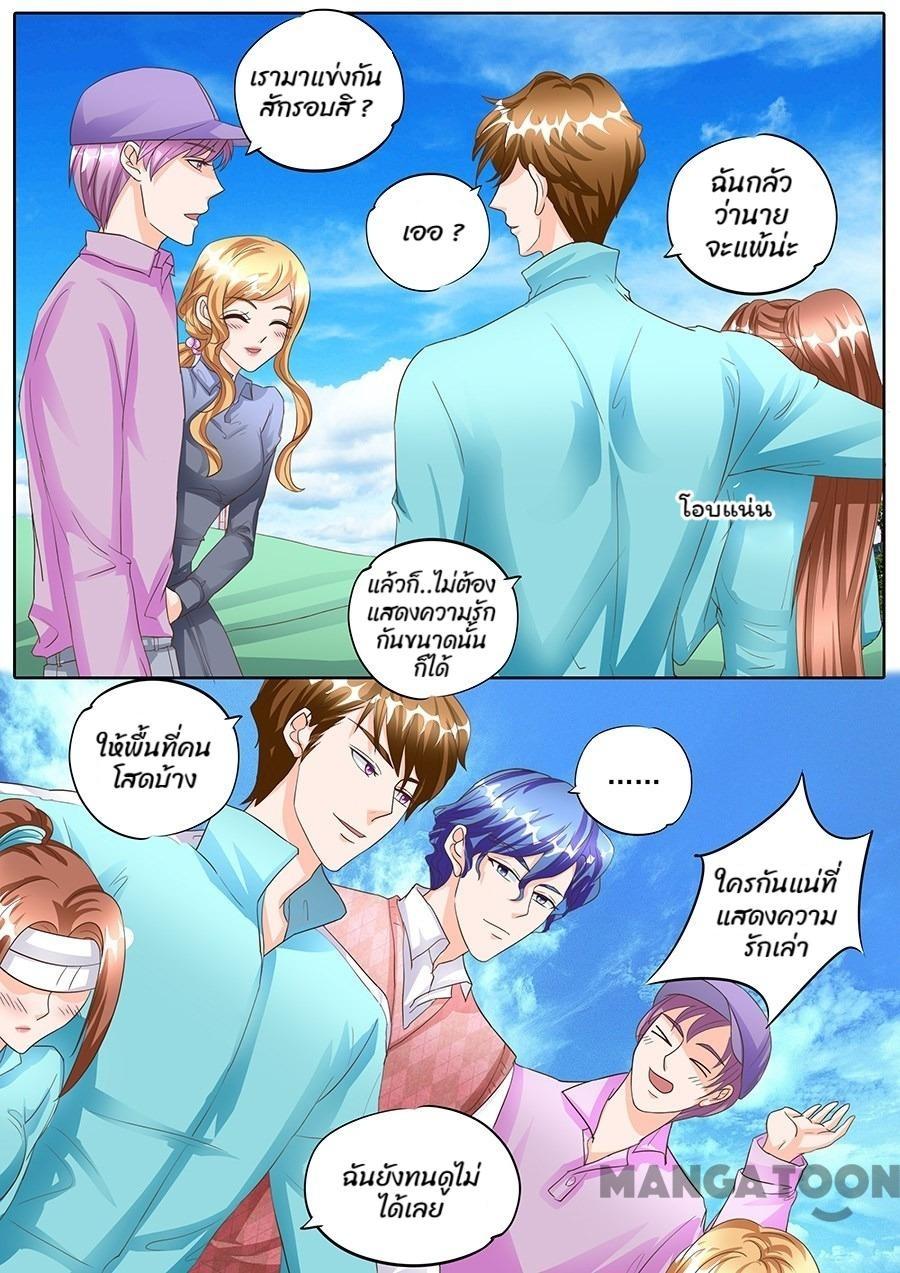 เรามาแข่งกัน
สักรอบสิ ?
เออ ?
ฉันกลัว
ว่านาย
จะแพ้น่ะ
โอบแน่น
แล้วก็..ไม่ต้อง
แสดงความรัก
กันขนาดนั้น
ก็ได้
ให้พื้นที่คน
โสดบ้าง
......
ใครกันแน่ที่
แสดงความ
รักเล่า
ฉันยังทนดูไม่
ได้เลย
MANGATOON